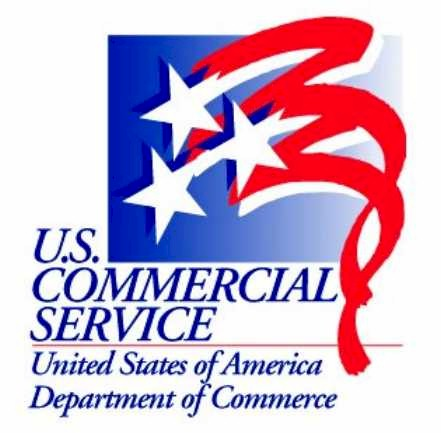 U.S.
COMMERCIAL
SERVICE
United States of America
Department of Commerce